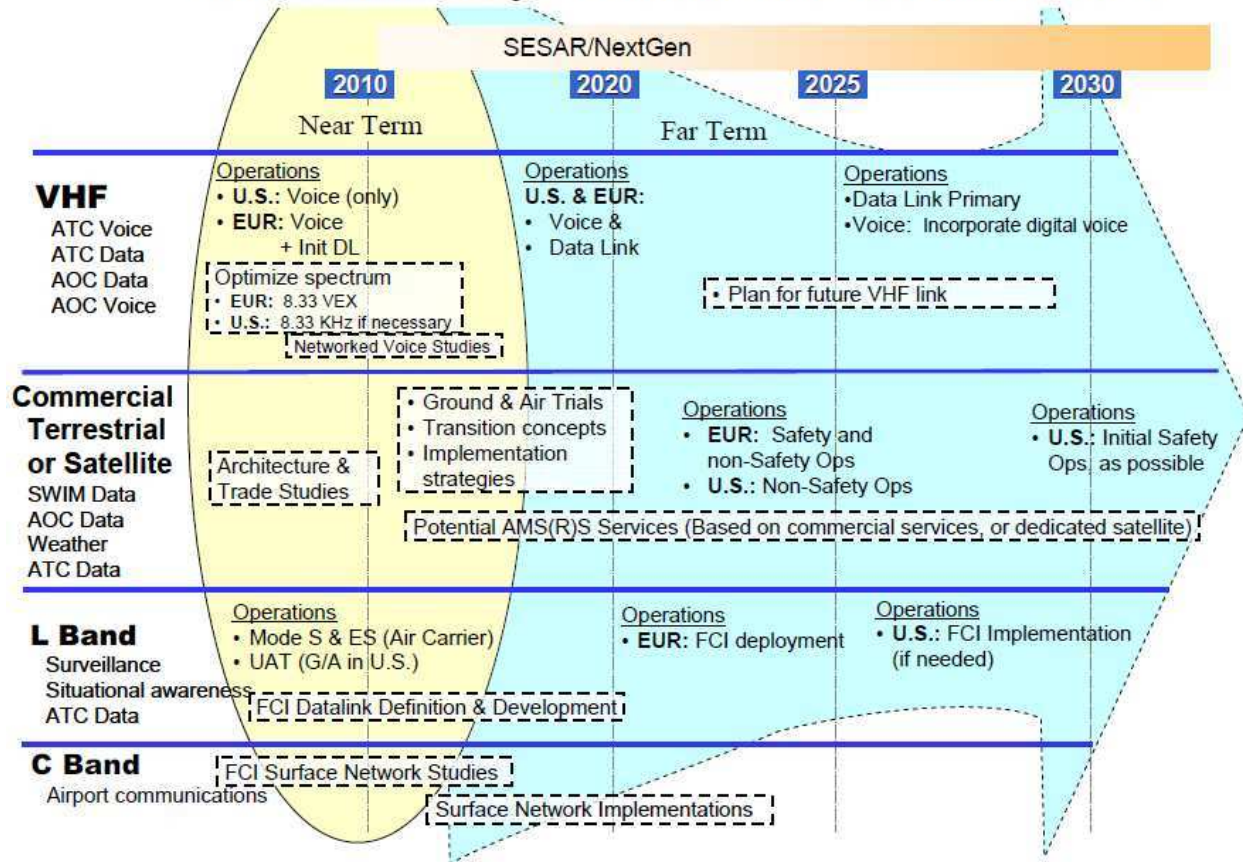 SESAR/NextGen
2010
2020
2025
2030
Near Term
Far Term
VHF
ATC Voice
ATC Data
AOC Data
AOC Voice
Operations
• U.S.: Voice (only)
• EUR: Voice
+ Init DL
Optimize spectrum
• EUR: 8.33 VEX
• U.S.: 8.33 KHz if necessary
Networked Voice Studies
Operations
U.S. & EUR:
• Voice &
• Data Link
Operations
•Data Link Primary
•Voice: Incorporate digital voice
• Plan for future VHF link
Commercial
Terrestrial
or Satellite
SWIM Data
AOC Data
Weather
ATC Data
Architecture &
Trade Studies
• Ground & Air Trials
• Transition concepts
• Implementation
strategies
Operations
• EUR: Safety and
non-Safety Ops
• U.S.: Non-Safety Ops
Operations
• U.S.: Initial Safety
Ops, as possible
Potential AMS(R)S Services (Based on commercial services, or dedicated satellite)
L Band
Surveillance
Situational awareness
ATC Data
Operations
• Mode S & ES (Air Carrier)
• UAT (G/A in U.S.)
FCI Datalink Definition & Development
Operations
• EUR: FCI deployment
Operations
• U.S.: FCI Implementation
(if needed)
C Band
Airport communications
FCI Surface Network Studies
Surface Network Implementations